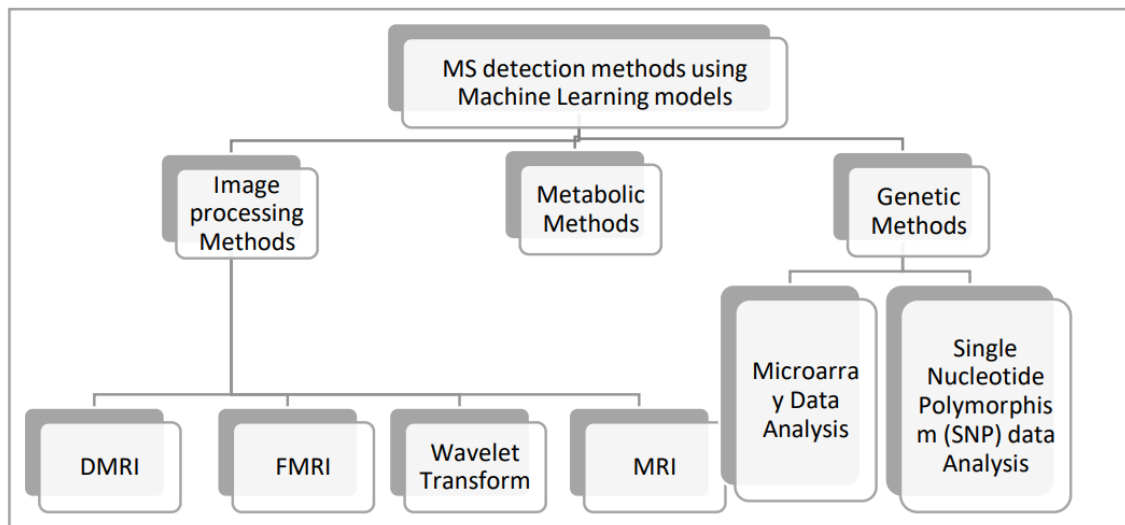 MS detection methods using
Machine Learning models
Image
processing
Methods
Metabolic
Methods
Genetic
Methods
DMRI
FMRI
Wavelet
Transform
MRI
Microarra
y Data
Analysis
Single
Nucleotide
Polymorphis
m (SNP) data
Analysis